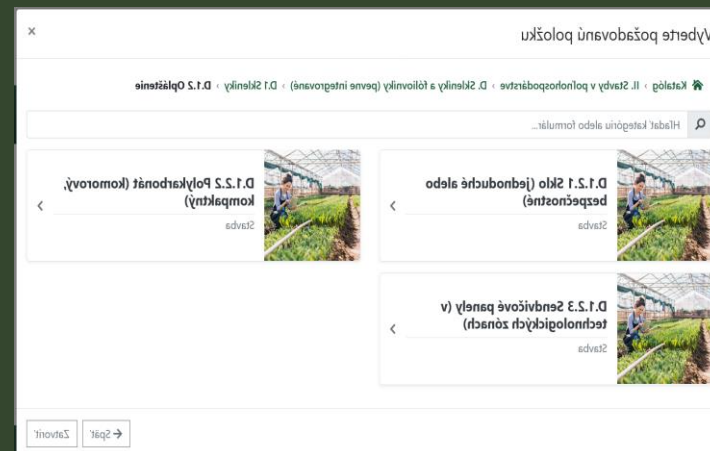 Vyberte požadovanú položku
×
Katalóg › II. Stavby v poľnohospodárstve › D. Skleníky a fóliovníky (pevne integrované) › D.1 Skleníky › D.1.2 Opláštenie
Hľadať kategóriu alebo formulár...
D.1.2.1 Sklo (jednoduché alebo
bezpečnostné)
Stavba
D.1.2.2 Polykarbonát (komorový,
kompaktný)
Stavba
D.1.2.3 Sendvičové panely (v
technologických zónach)
Stavba
← Späť
Zatvoriť